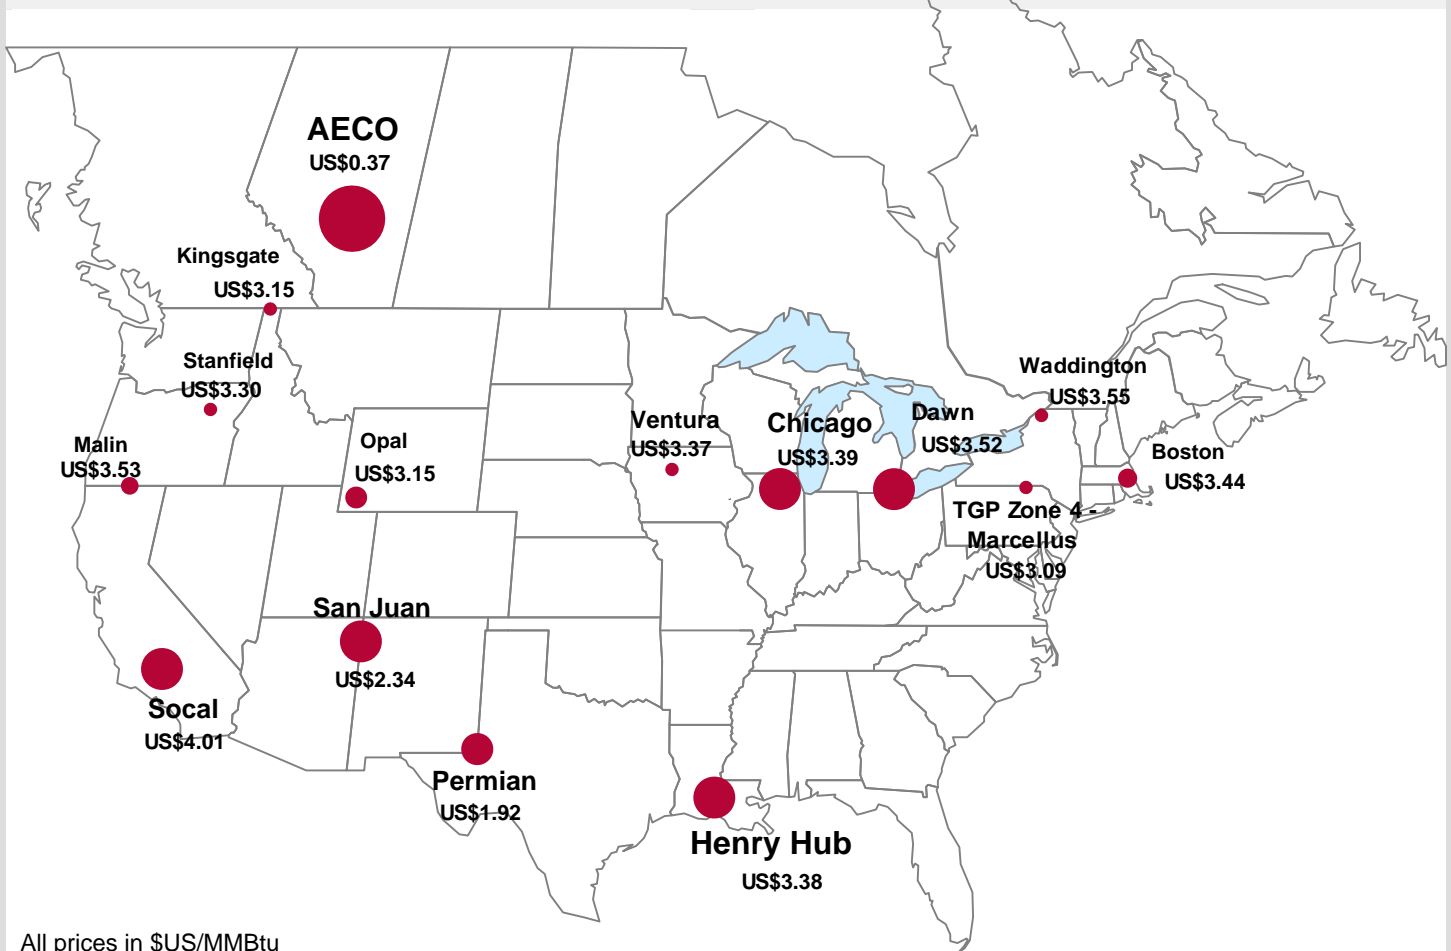 AECO
US$0.37
Kingsgate
US$3.15
Stanfield
US$3.30
Malin
US$3.53
Opal
US$3.15
Ventura
US$3.37
Chicago
US$3.39
Dawn
US$3.52
Waddington
US$3.55
Boston
US$3.44
TGP Zone 4 -
Marcellus
US$3.09
San Juan
US$2.34
Socal
US$4.01
Permian
US$1.92
Henry Hub
US$3.38
All prices in $US/MMBtu